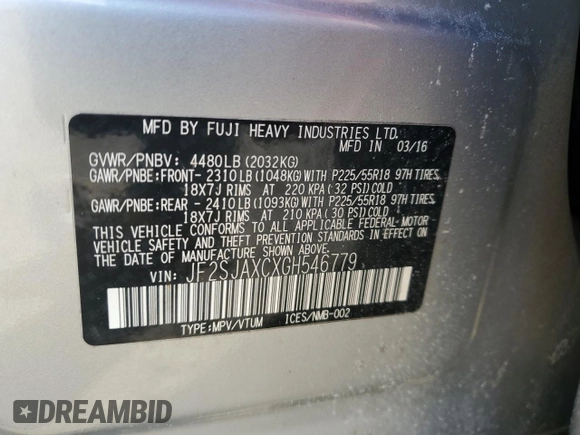 MFD BY FUJI HEAVY INDUSTRIES LTD.
03/16
GVWR/PNBV: 4480LB (2032KG)
GAWR/PNBE:FRONT- 2310LB (1048KG) WITH P225/55R18 97H TIRES
18X7J RIMS AT 220 KPA (32 PSI) COLD
GAWR/PNBE:REAR - 2410LB (1093KG) WITH P225/55R18 97H TIRES
18X7J RIMS AT 210 KPA (30 PSI) COLD
THIS VEHICLE CONFORMS TO ALL APPLICABLE FEDERAL MOTOR
VEHICLE SAFETY AND THEFT PREVENTION STANDARDS IN EFFECT ON
THE DATE OF MANUFACTURE SHOWN ABOVE.
VIN: JF2SJAXCXGH546779
TYPE:MPV/VTUM ICES/NMB-002
DREAMBID